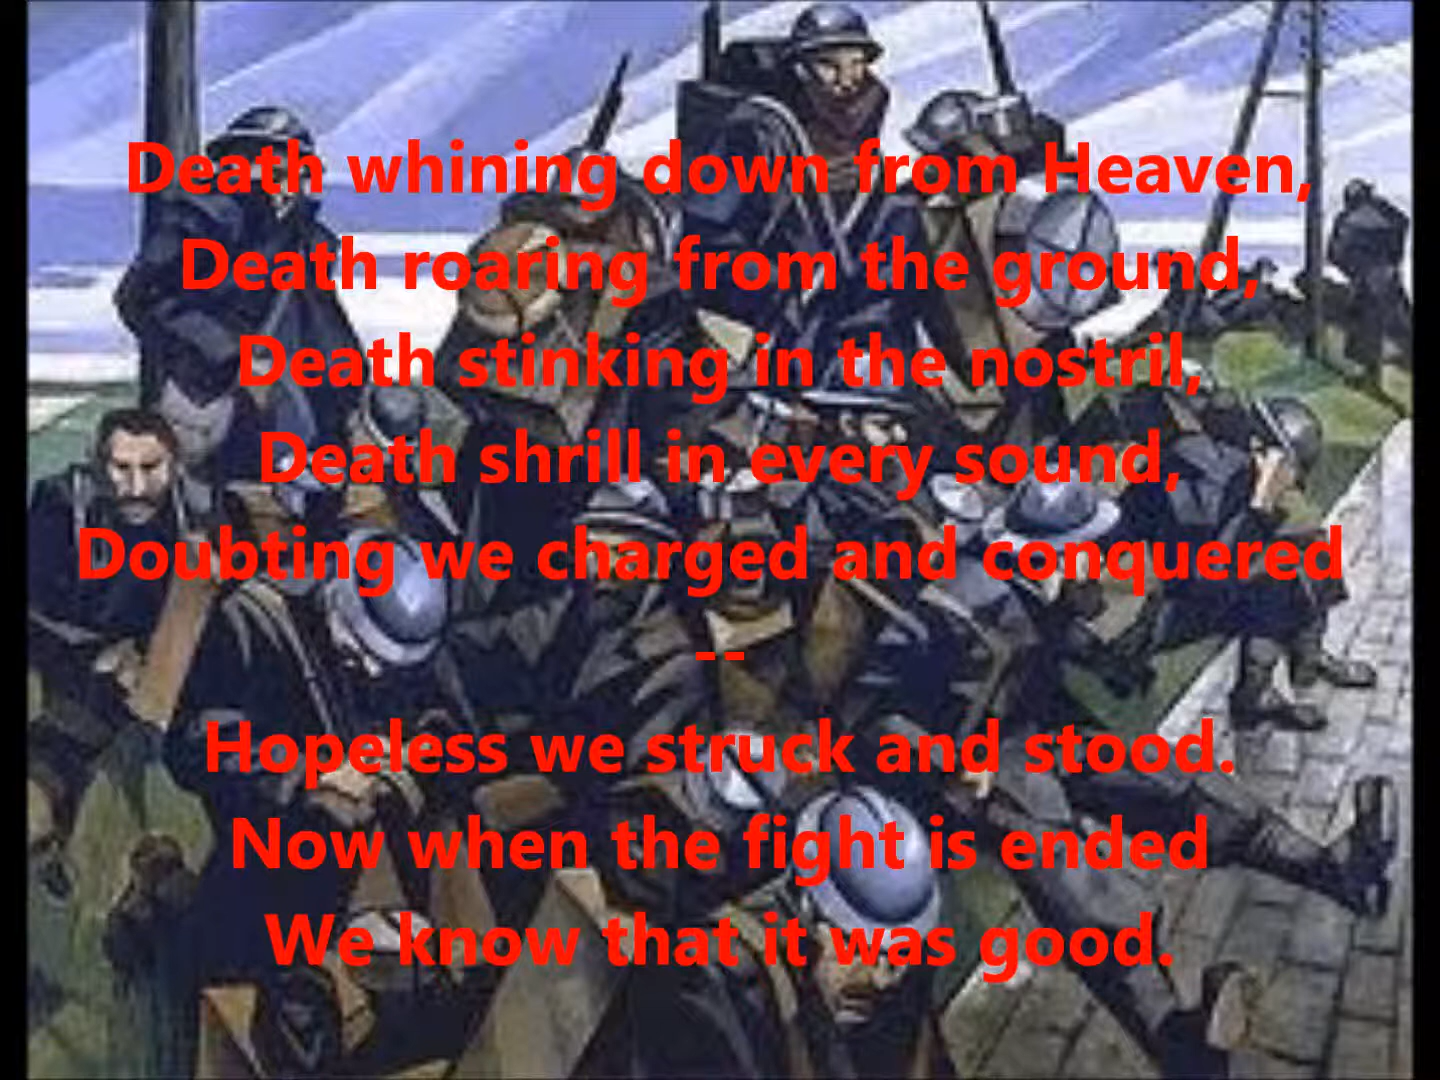 Death whining down from Heaven,
Death roaring from the ground,
Death stinking in the nostril,
Death shrill in every sound,
Doubting we charged and conquered
--
Hopeless we struck and stood.
Now when the fight is ended
We know that it was good.